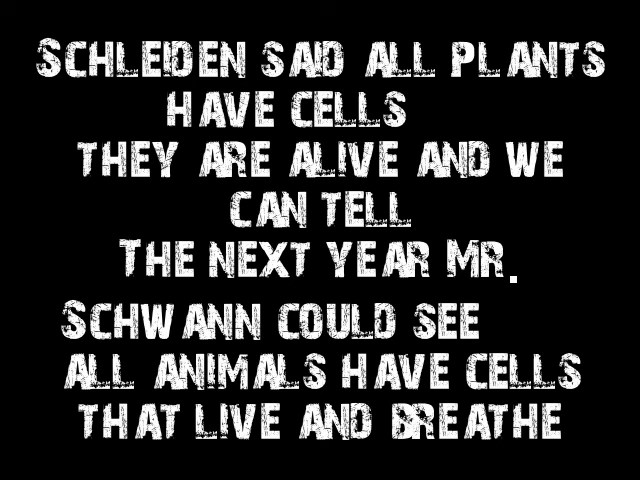 Schleiden said all plants
have cells
they are alive and we
can tell
The next year Mr.
Schwann could see
all animals have cells
that live and breathe